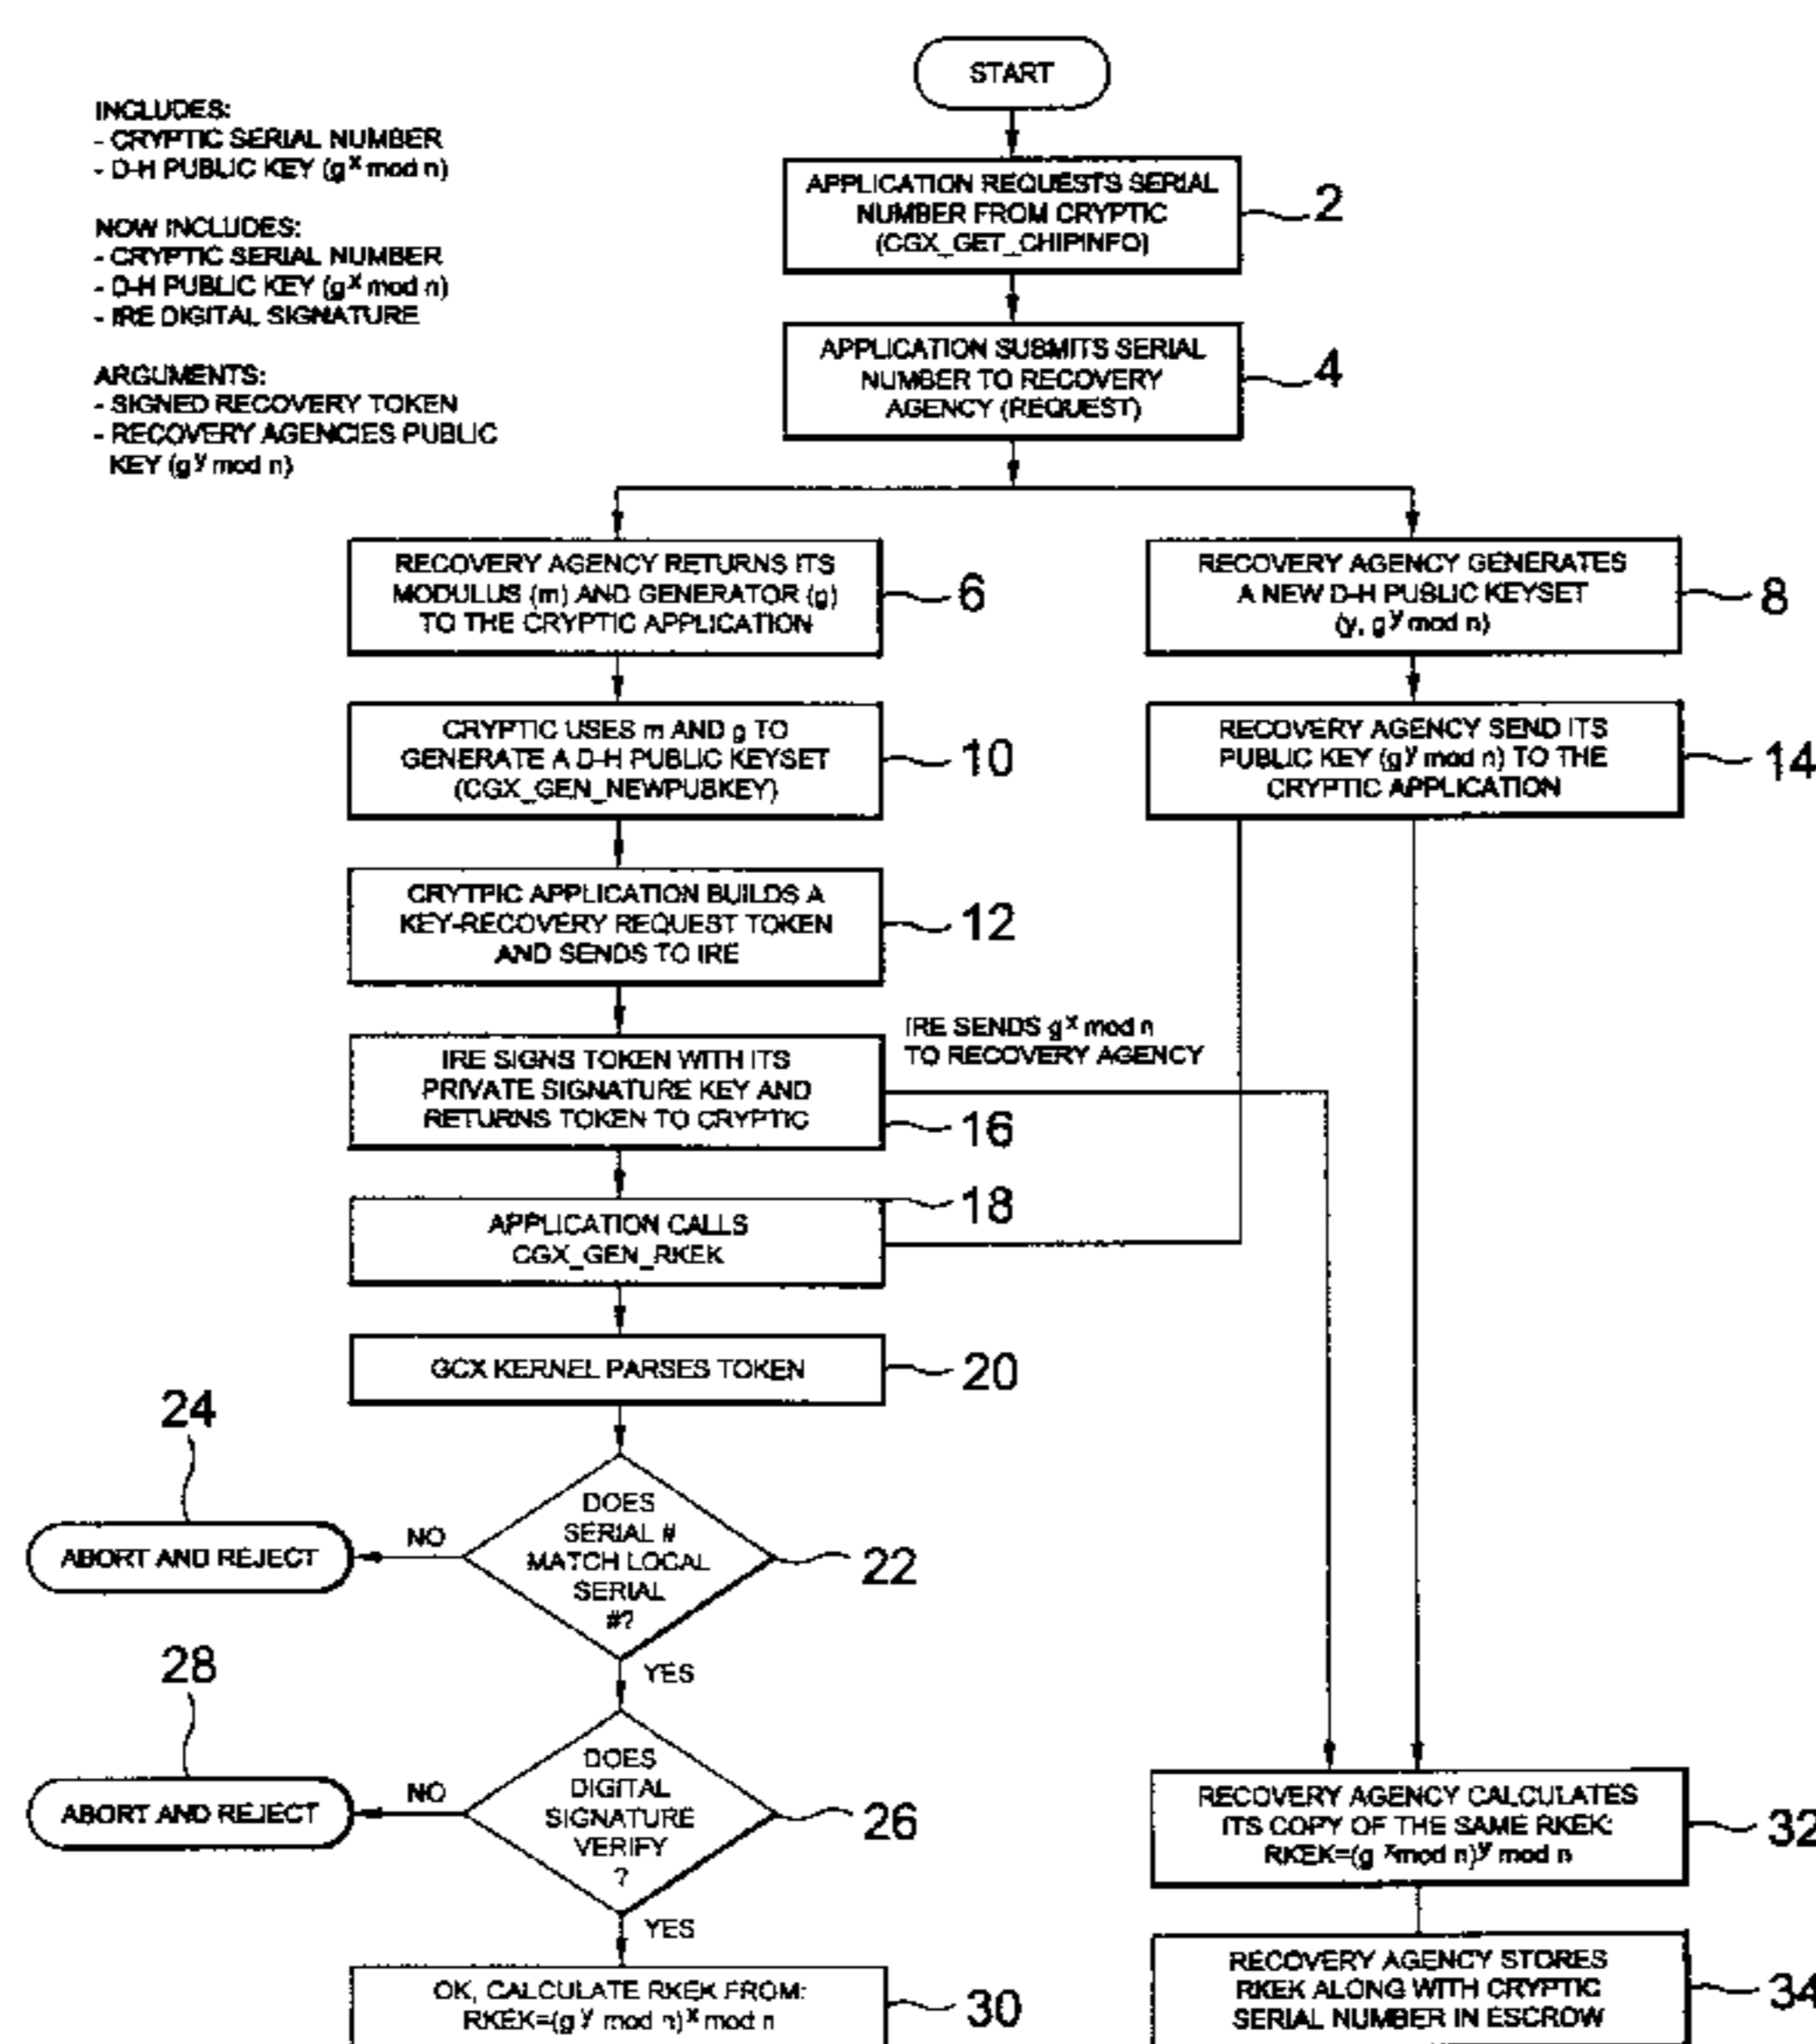 START
INCLUDES:
- CRYPTIC SERIAL NUMBER
- D-H PUBLIC KEY (g^x mod n)
NOW INCLUDES:
- CRYPTIC SERIAL NUMBER
- D-H PUBLIC KEY (g^x mod n)
- IRE DIGITAL SIGNATURE
ARGUMENTS:
- SIGNED RECOVERY TOKEN
- RECOVERY AGENCIES PUBLIC
KEY (g^y mod n)
APPLICATION REQUESTS SERIAL
NUMBER FROM CRYPTIC
(CGX_GET_CHIPINFO)
2
APPLICATION SUBMITS SERIAL
NUMBER TO RECOVERY
AGENCY (REQUEST)
4
RECOVERY AGENCY RETURNS ITS
MODULUS (m) AND GENERATOR (g)
TO THE CRYPTIC APPLICATION
6
RECOVERY AGENCY GENERATES
A NEW D-H PUBLIC KEYSET
(y, g^y mod n)
8
CRYPTIC USES m AND g TO
GENERATE A D-H PUBLIC KEYSET
(CGX_GEN_NEWPUBKEY)
10
RECOVERY AGENCY SEND ITS
PUBLIC KEY (g^y mod n) TO THE
CRYPTIC APPLICATION
14
CRYTPIC APPLICATION BUILDS A
KEY-RECOVERY REQUEST TOKEN
AND SENDS TO IRE
12
IRE SIGNS TOKEN WITH ITS
PRIVATE SIGNATURE KEY AND
RETURNS TOKEN TO CRYPTIC
16
IRE SENDS g^x mod n
TO RECOVERY AGENCY
APPLICATION CALLS
CGX_GEN_RKEK
18
GCX KERNEL PARSES TOKEN
20
DOES
SERIAL #
MATCH LOCAL
SERIAL
#?
22
NO
24
ABORT AND REJECT
YES
DOES
DIGITAL
SIGNATURE
VERIFY
?
26
NO
28
ABORT AND REJECT
YES
OK, CALCULATE RKEK FROM:
RKEK=(g^y mod n)^x mod n
30
RECOVERY AGENCY CALCULATES
ITS COPY OF THE SAME RKEK:
RKEK=(g^x mod n)^y mod n
32
RECOVERY AGENCY STORES
RKEK ALONG WITH CRYPTIC
SERIAL NUMBER IN ESCROW
34